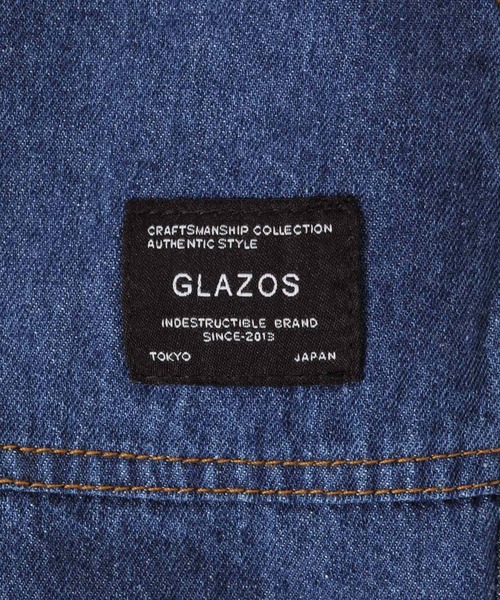 CRAFTSMANSHIP COLLECTION
AUTHENTIC STYLE
GLAZOS
INDESTRUCTIBLE BRAND
SINCE-2013
TOKYO JAPAN